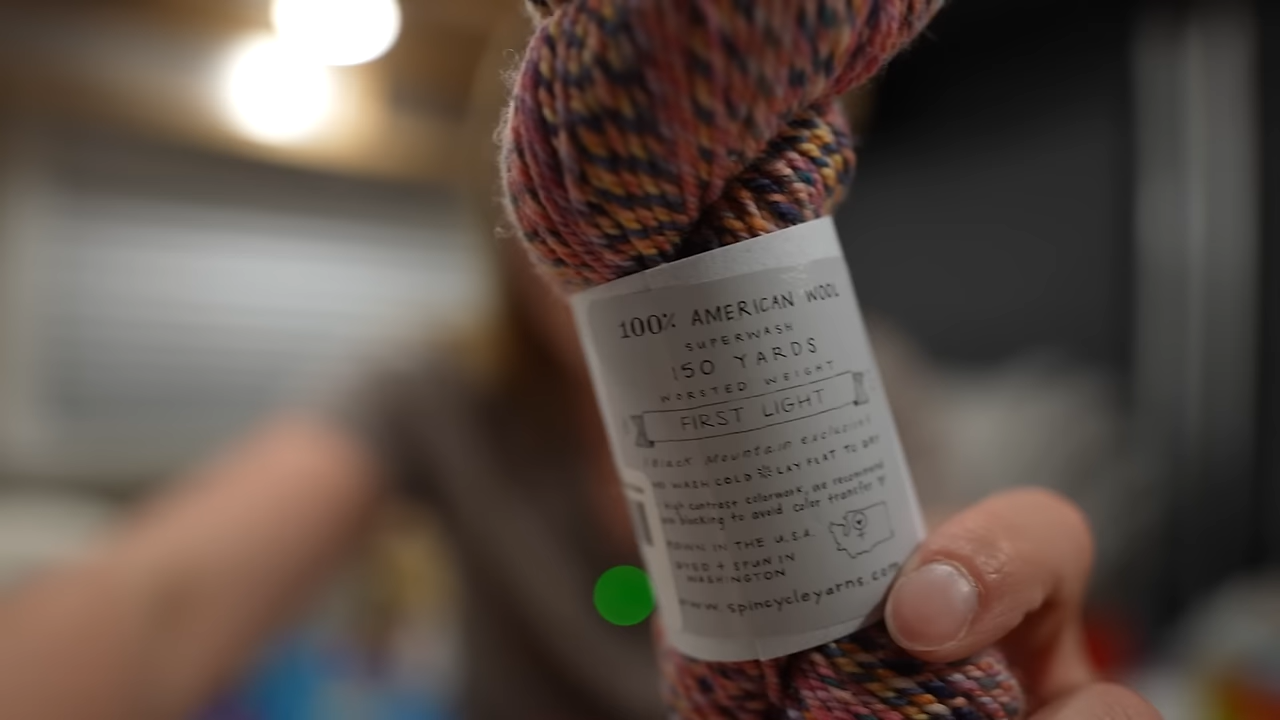 100% AMERICAN WOOL
SUPERWASH
150 YARDS
WORSTED WEIGHT
FIRST LIGHT
Black Mountain exclusive
WASH COLD LAY FLAT TO DRY
high contrast colorwork, we recommend
blocking to avoid color transfer
IN THE U.S.A.
DYED + SPUN IN
WASHINGTON
www.spincycleyarns.com